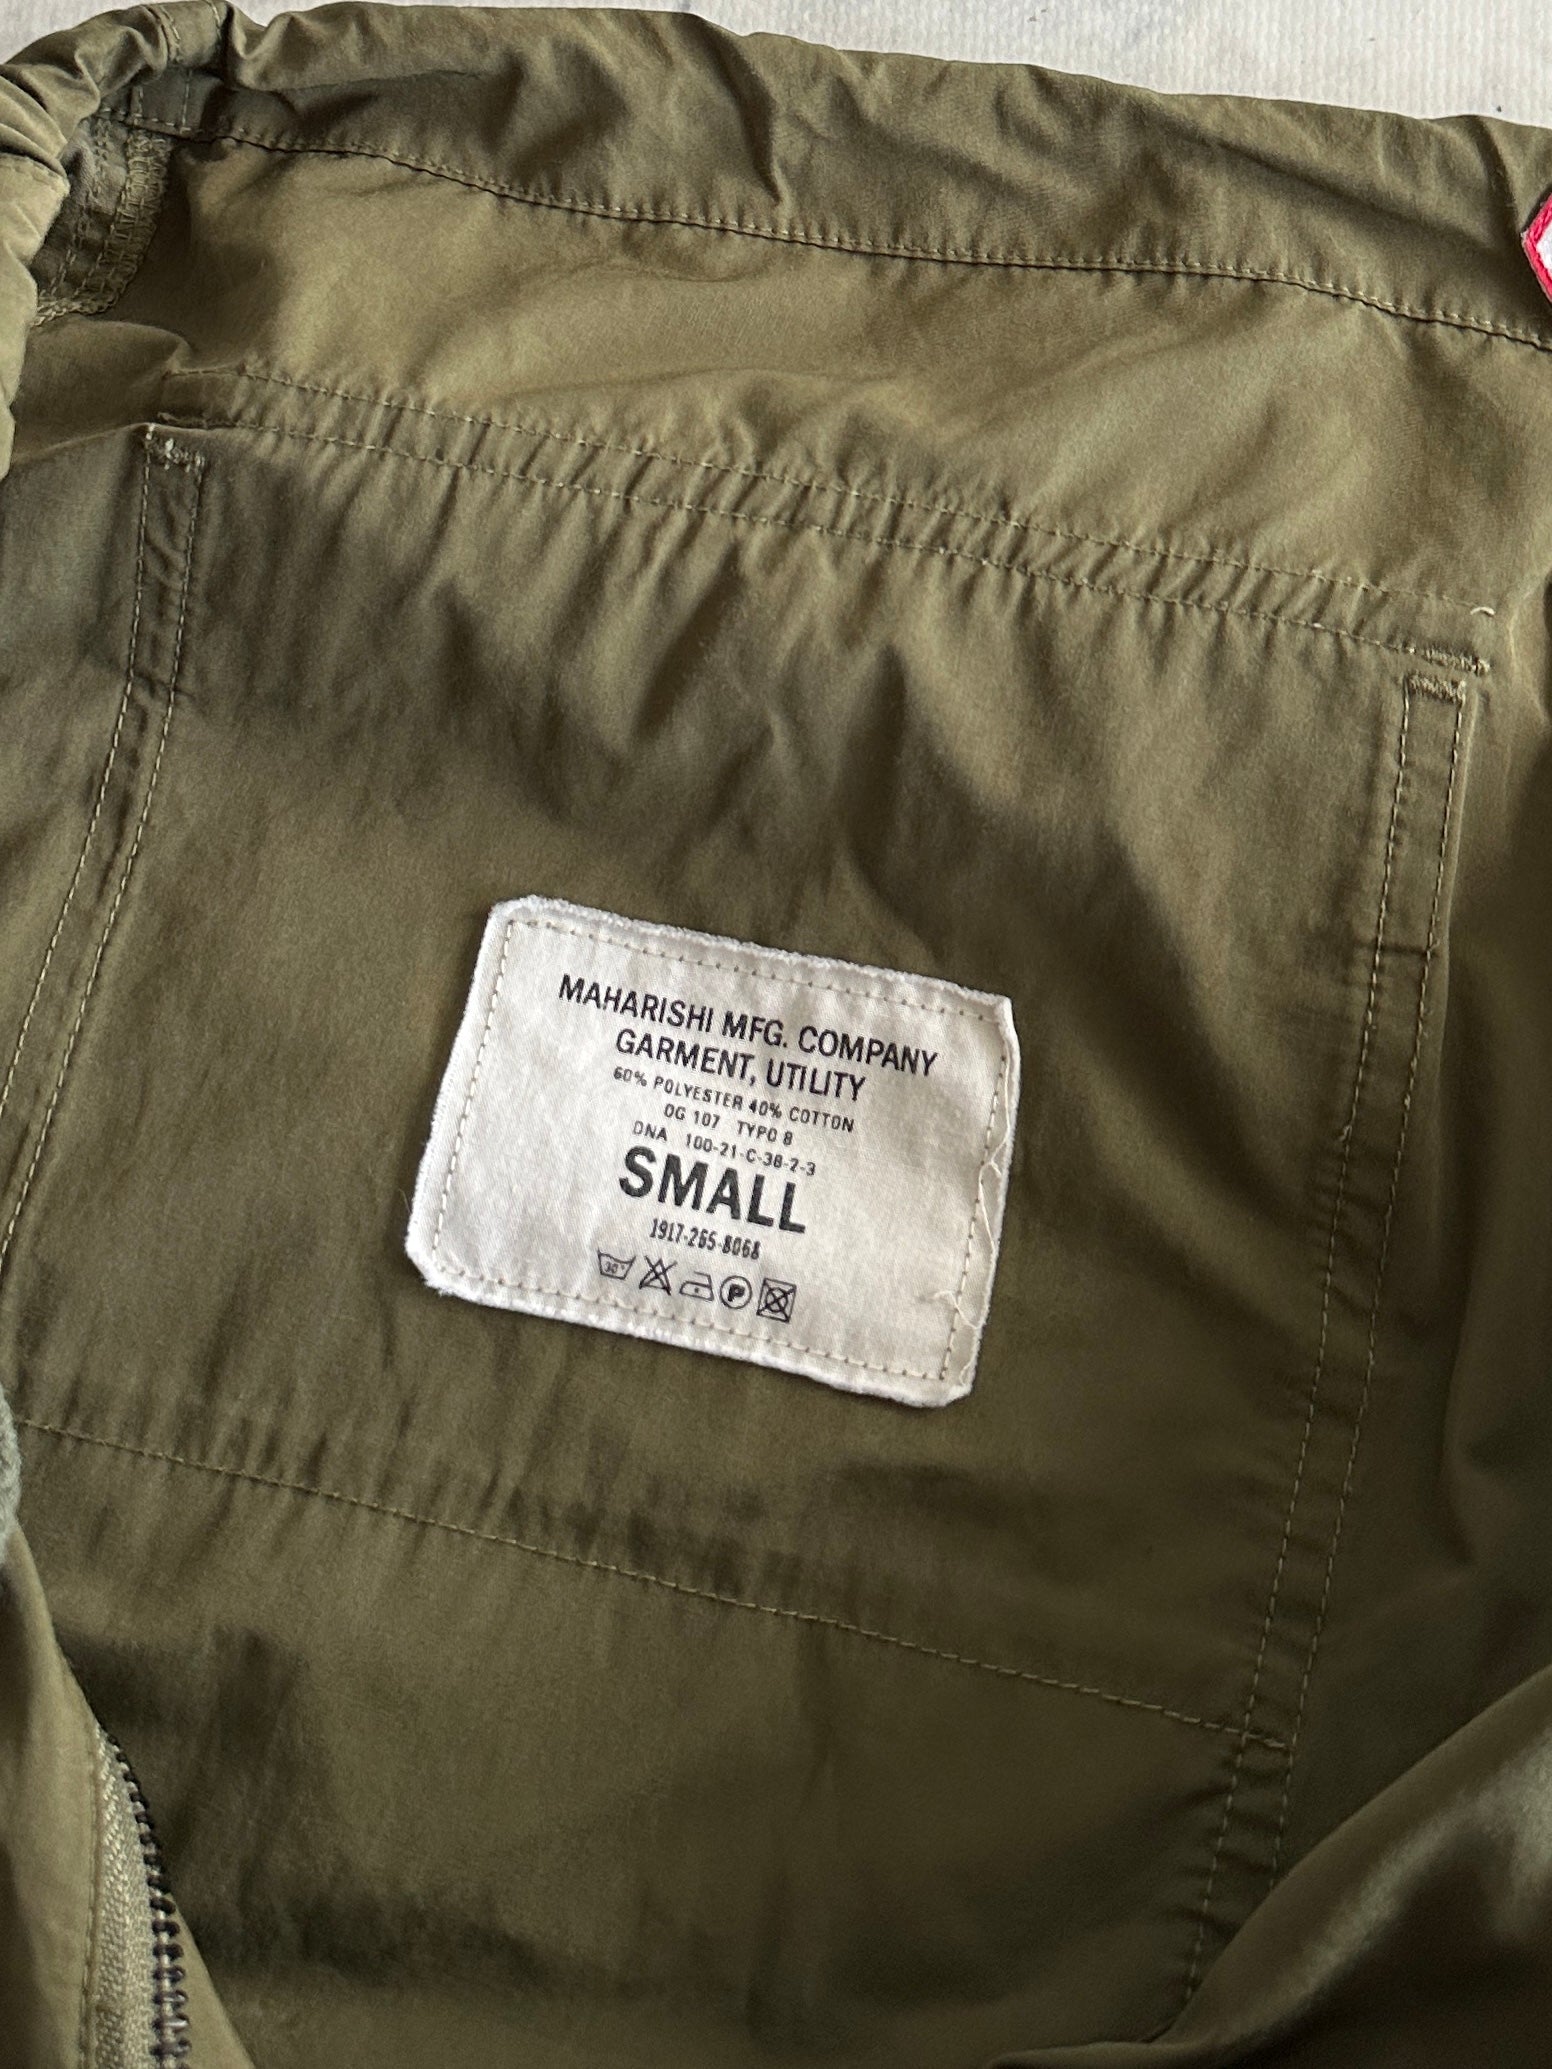 MAHARISHI MFG. COMPANY
GARMENT, UTILITY
60% POLYESTER 40% COTTON
OG 107 TYPO 8
DNA 100-21-C-38-2-3
SMALL
1917-265-8068
30°
P